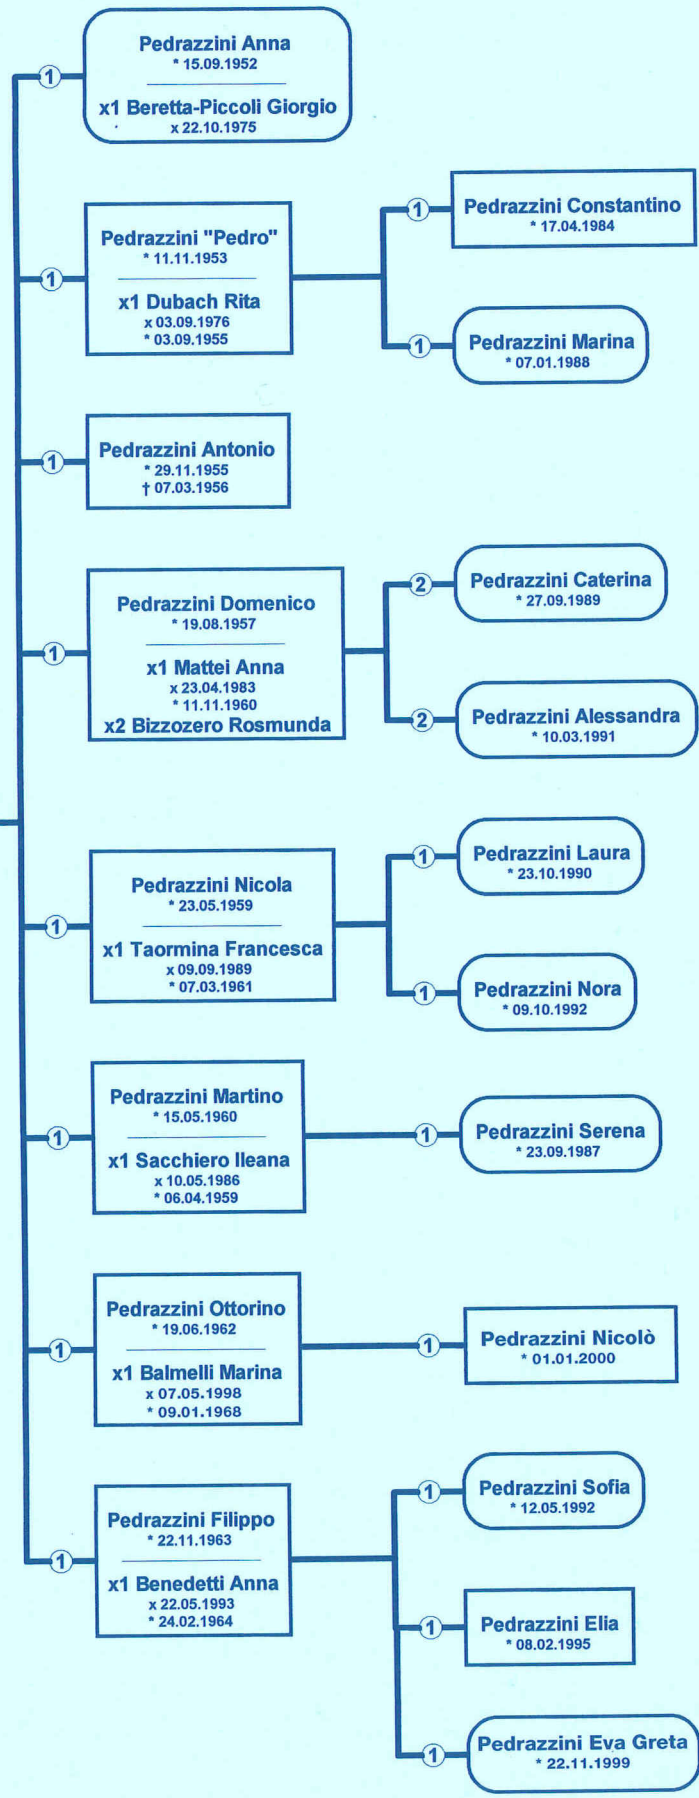 Pedrazzini Anna
* 15.09.1952
x1 Beretta-Piccoli Giorgio
x 22.10.1975
1
Pedrazzini "Pedro"
* 11.11.1953
x1 Dubach Rita
x 03.09.1976
* 03.09.1955
1
1
Pedrazzini Constantino
* 17.04.1984
1
Pedrazzini Marina
* 07.01.1988
1
Pedrazzini Antonio
* 29.11.1955
† 07.03.1956
1
Pedrazzini Domenico
* 19.08.1957
x1 Mattei Anna
x 23.04.1983
* 11.11.1960
x2 Bizzozero Rosmunda
2
Pedrazzini Caterina
* 27.09.1989
2
Pedrazzini Alessandra
* 10.03.1991
1
Pedrazzini Nicola
* 23.05.1959
x1 Taormina Francesca
x 09.09.1989
* 07.03.1961
1
Pedrazzini Laura
* 23.10.1990
1
Pedrazzini Nora
* 09.10.1992
1
Pedrazzini Martino
* 15.05.1960
x1 Sacchiero Ileana
x 10.05.1986
* 06.04.1959
1
Pedrazzini Serena
* 23.09.1987
1
Pedrazzini Ottorino
* 19.06.1962
x1 Balmelli Marina
x 07.05.1998
* 09.01.1968
1
Pedrazzini Nicolò
* 01.01.2000
1
Pedrazzini Filippo
* 22.11.1963
x1 Benedetti Anna
x 22.05.1993
* 24.02.1964
1
Pedrazzini Sofia
* 12.05.1992
1
Pedrazzini Elia
* 08.02.1995
1
Pedrazzini Eva Greta
* 22.11.1999